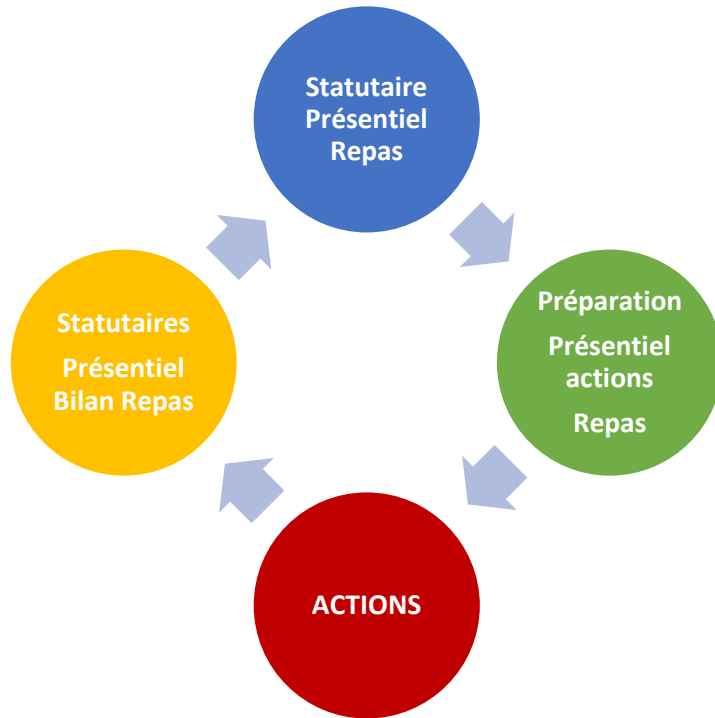 Statutaire
Présentiel
Repas
Préparation
Présentiel
actions
Repas
ACTIONS
Statutaires
Présentiel
Bilan Repas